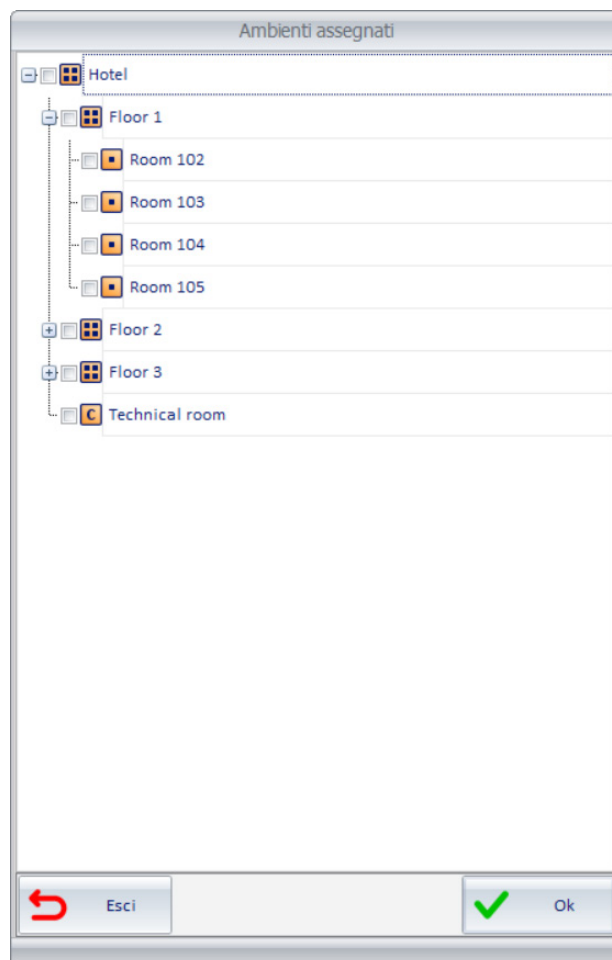 Ambienti assegnati
Hotel
Floor 1
Room 102
Room 103
Room 104
Room 105
Floor 2
Floor 3
C Technical room
Esci Ok